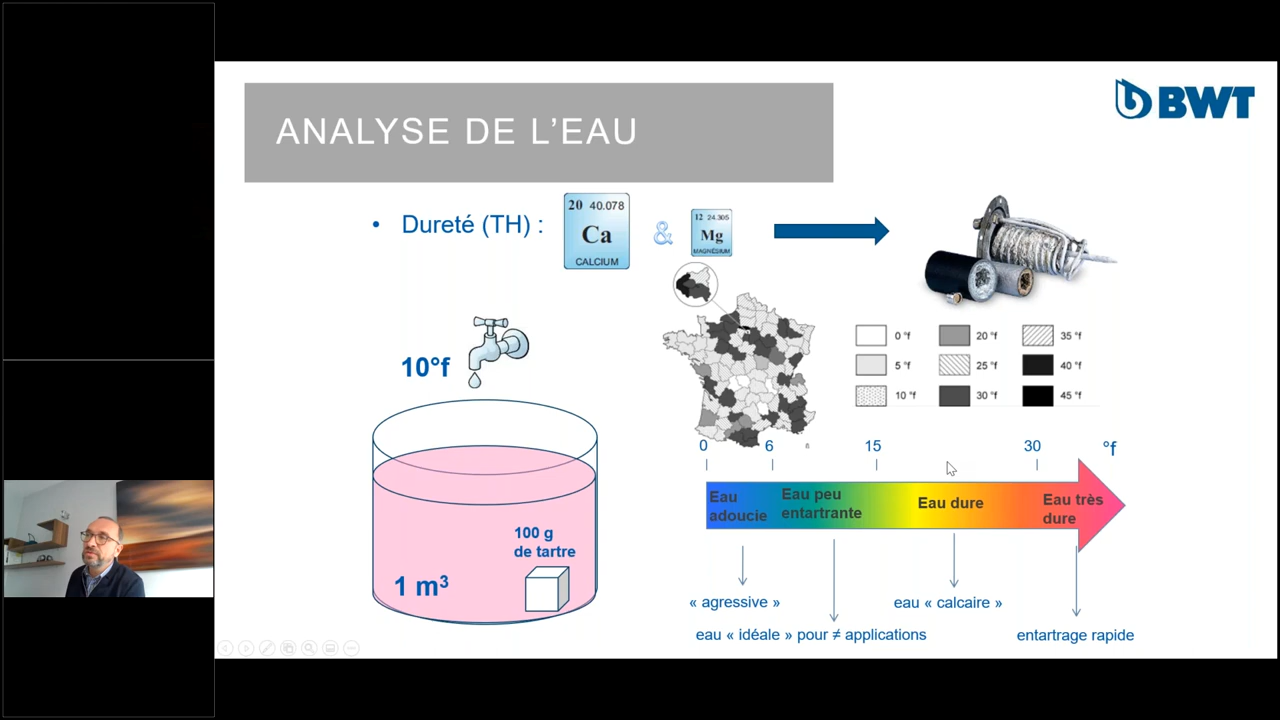 ANALYSE DE L’EAU
BWT
• Dureté (TH) :
20 40.078
Ca
CALCIUM
&
12 24.305
Mg
MAGNÉSIUM
10°f
100 g
de tartre
1 m³
0 °f
20 °f
35 °f
5 °f
25 °f
40 °f
10 °f
30 °f
45 °f
0 6 15 30 °f
Eau
adoucie
Eau peu
entartrante
Eau dure
Eau très
dure
« agressive »
eau « calcaire »
eau « idéale » pour ≠ applications
entartrage rapide